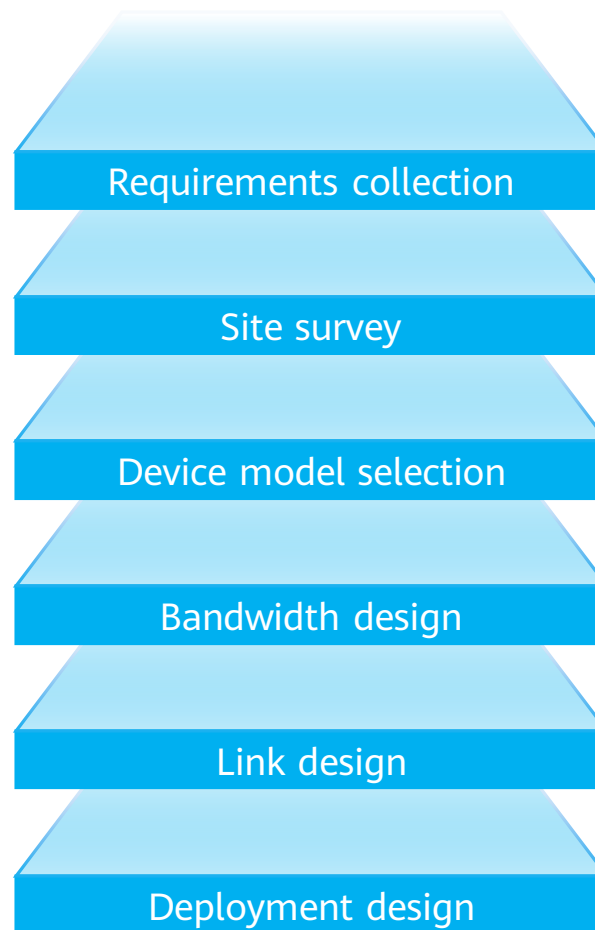 Requirements collection
Site survey
Device model selection
Bandwidth design
Link design
Deployment design